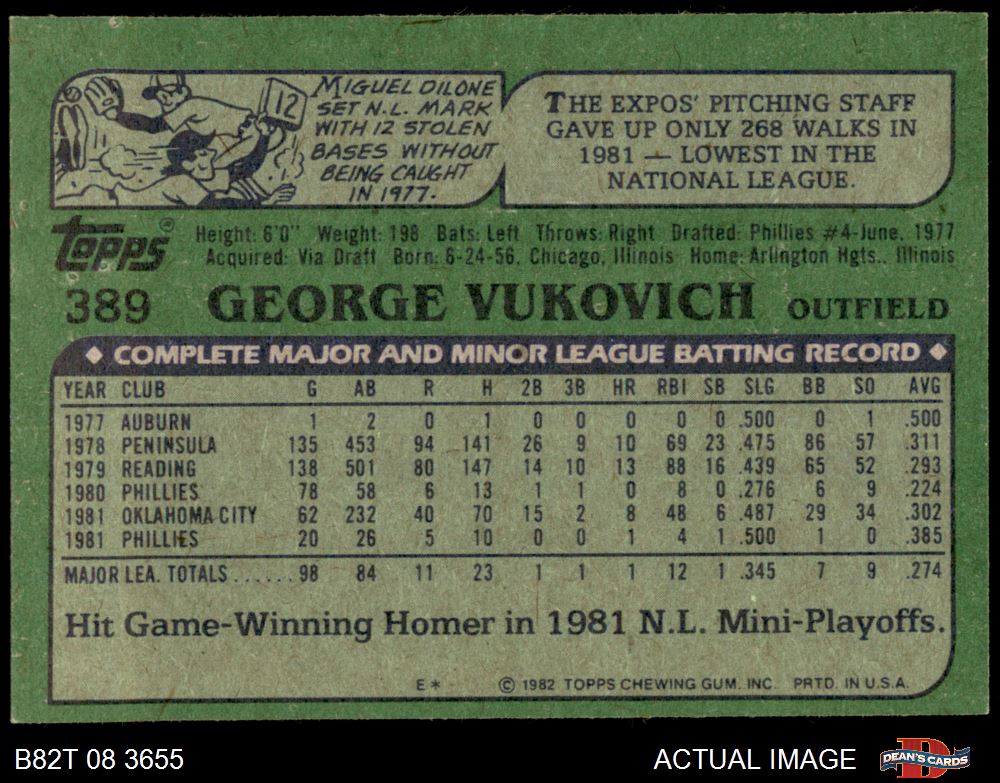 MIGUEL DILONE
SET N.L. MARK
WITH 12 STOLEN
BASES WITHOUT
BEING CAUGHT
IN 1977.
12
THE EXPOS' PITCHING STAFF
GAVE UP ONLY 268 WALKS IN
1981 — LOWEST IN THE
NATIONAL LEAGUE.
topps®
Height: 6'0" Weight: 198 Bats: Left Throws: Right Drafted: Phillies #4-June, 1977
Acquired: Via Draft Born: 6-24-56, Chicago, Illinois Home: Arlington Hgts., Illinois
389 GEORGE VUKOVICH OUTFIELD
◆ COMPLETE MAJOR AND MINOR LEAGUE BATTING RECORD ◆
YEAR CLUB G AB R H 2B 3B HR RBI SB SLG BB SO AVG
1977 AUBURN 1 2 0 1 0 0 0 0 0 .500 0 1 .500
1978 PENINSULA 135 453 94 141 26 9 10 69 23 .475 86 57 .311
1979 READING 138 501 80 147 14 10 13 88 16 .439 65 52 .293
1980 PHILLIES 78 58 6 13 1 1 0 8 0 .276 6 9 .224
1981 OKLAHOMA CITY 62 232 40 70 15 2 8 48 6 .487 29 34 .302
1981 PHILLIES 20 26 5 10 0 0 1 4 1 .500 1 0 .385
MAJOR LEA. TOTALS......98 84 11 23 1 1 1 12 1 .345 7 9 .274
Hit Game-Winning Homer in 1981 N.L. Mini-Playoffs.
E* © 1982 TOPPS CHEWING GUM. INC. PRTD. IN U.S.A.
B82T 08 3655 ACTUAL IMAGE DEAN'S CARDS